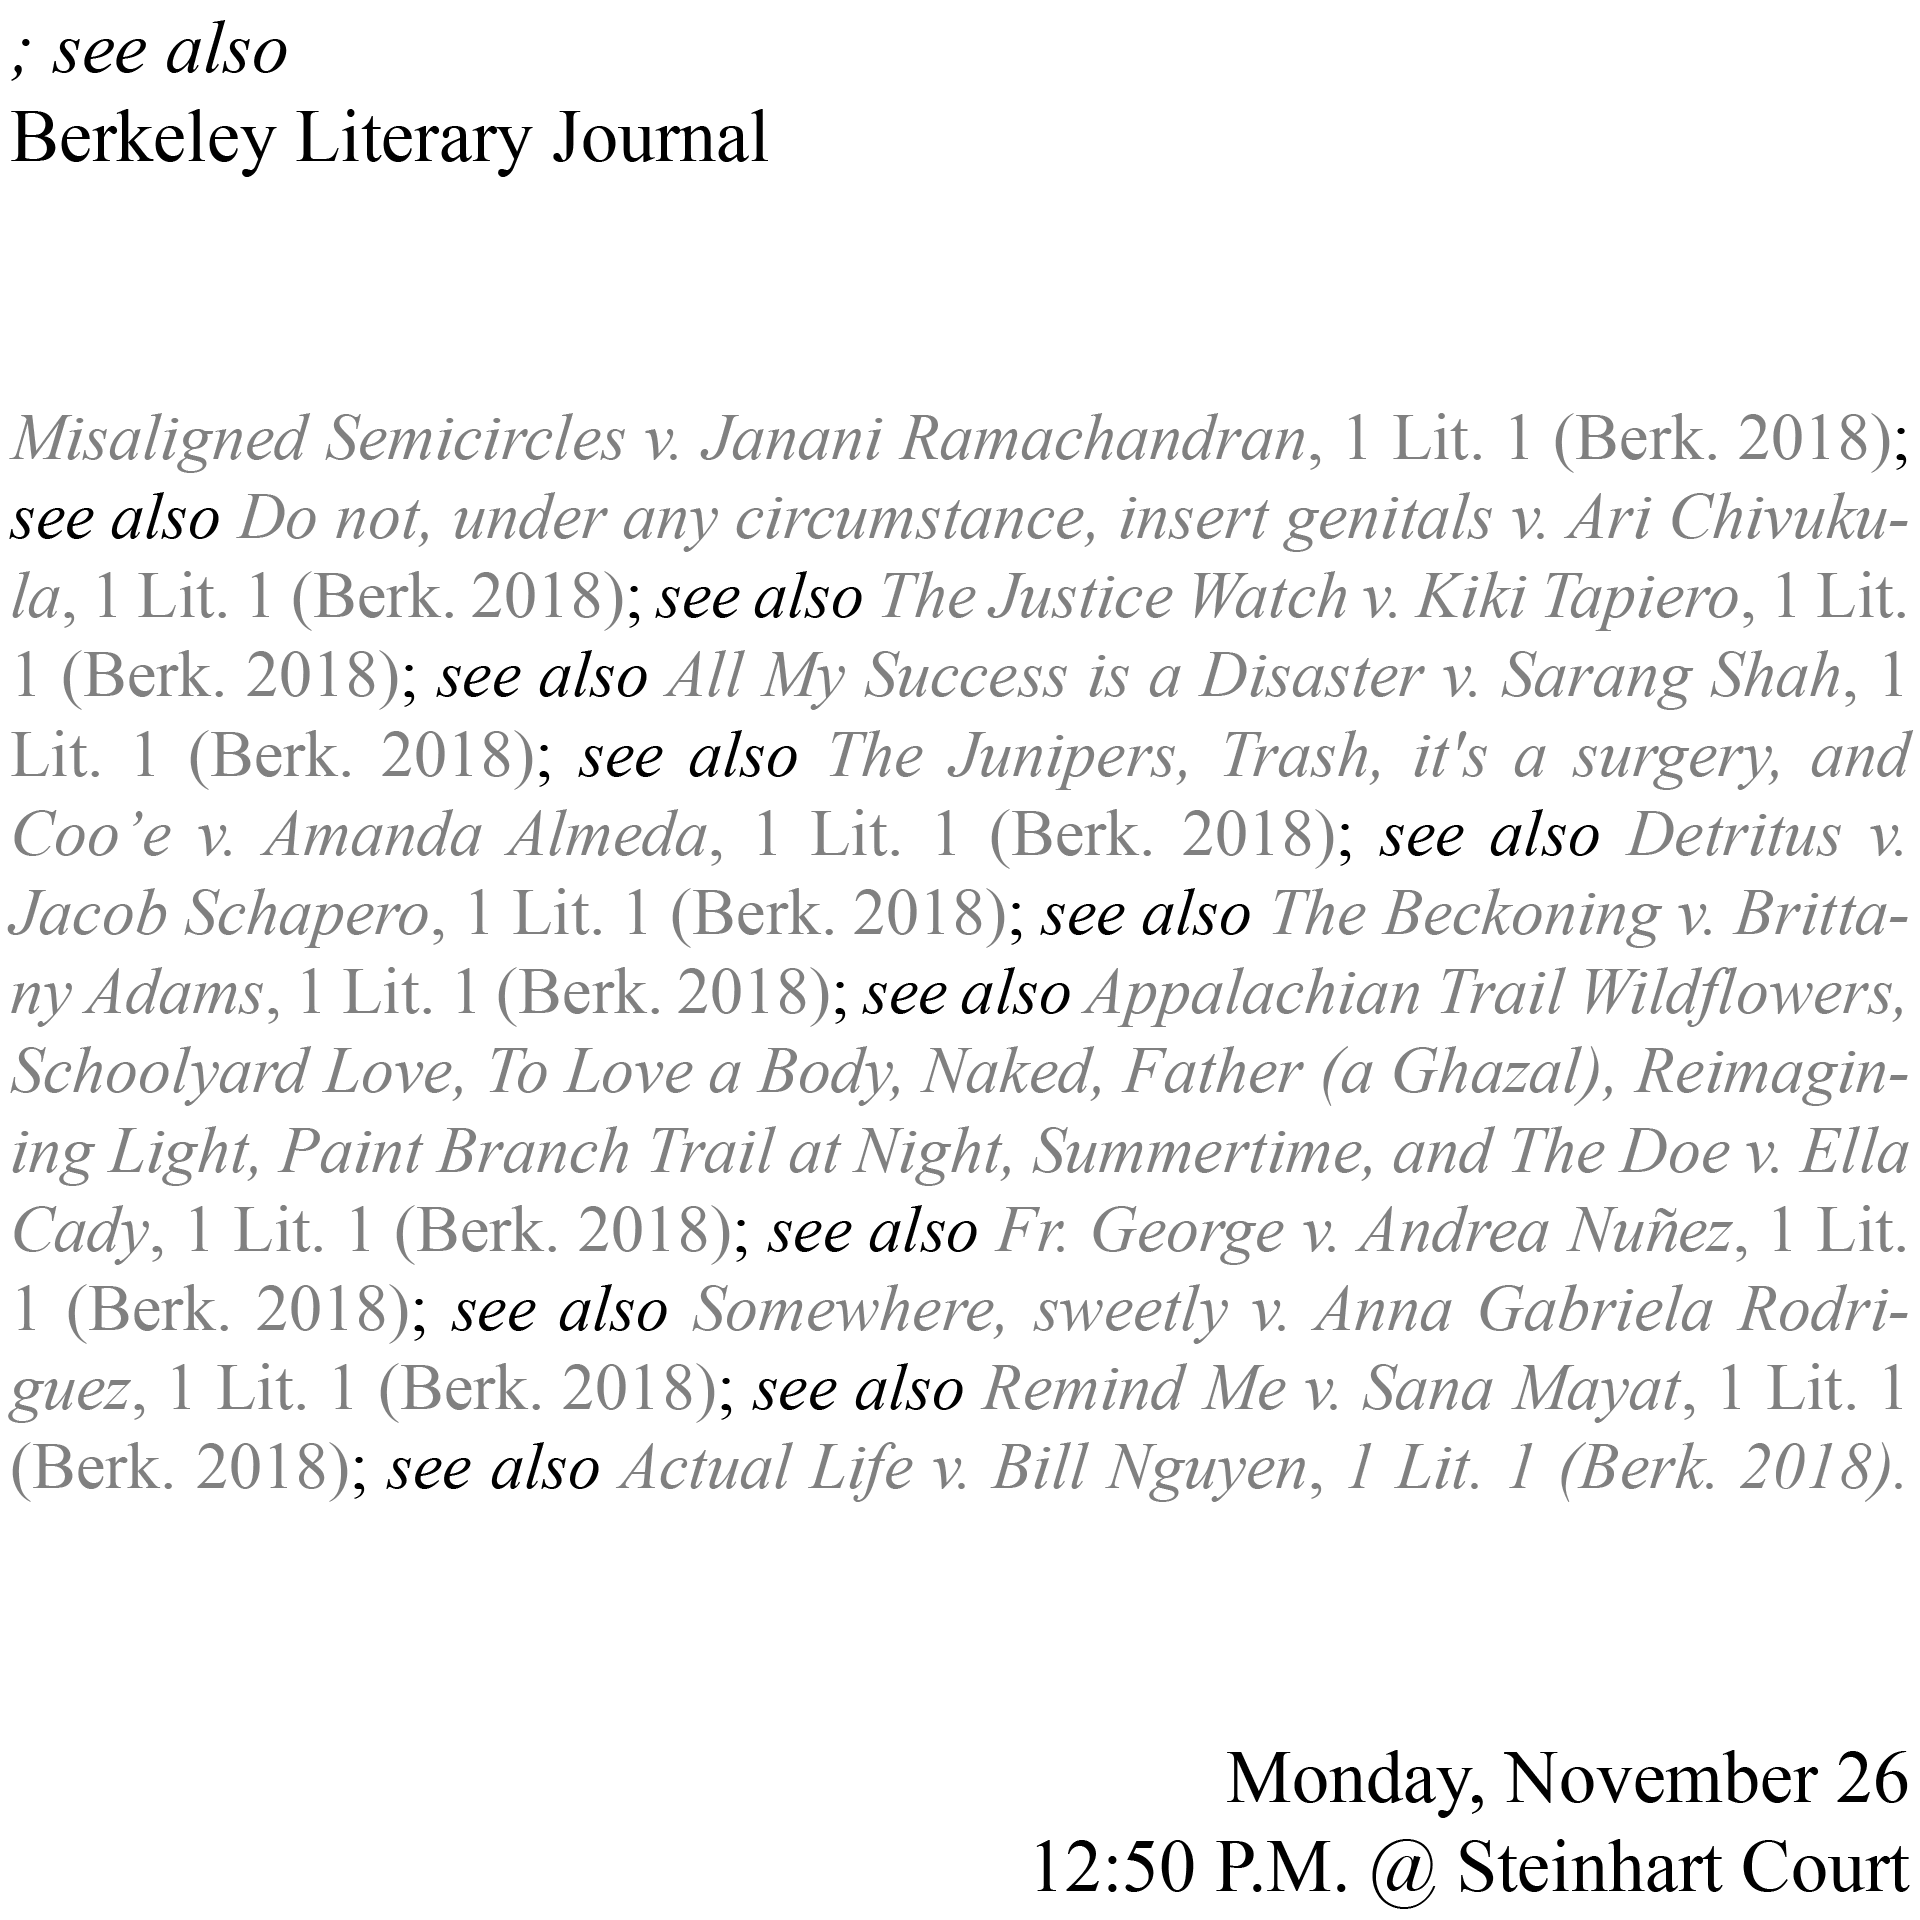 ; see also
Berkeley Literary Journal
Misaligned Semicircles v. Janani Ramachandran, 1 Lit. 1 (Berk. 2018);
see also Do not, under any circumstance, insert genitals v. Ari Chivuku-
la, 1 Lit. 1 (Berk. 2018); see also The Justice Watch v. Kiki Tapiero, 1 Lit.
1 (Berk. 2018); see also All My Success is a Disaster v. Sarang Shah, 1
Lit. 1 (Berk. 2018); see also The Junipers, Trash, it's a surgery, and
Coo’e v. Amanda Almeda, 1 Lit. 1 (Berk. 2018); see also Detritus v.
Jacob Schapero, 1 Lit. 1 (Berk. 2018); see also The Beckoning v. Britta-
ny Adams, 1 Lit. 1 (Berk. 2018); see also Appalachian Trail Wildflowers,
Schoolyard Love, To Love a Body, Naked, Father (a Ghazal), Reimagin-
ing Light, Paint Branch Trail at Night, Summertime, and The Doe v. Ella
Cady, 1 Lit. 1 (Berk. 2018); see also Fr. George v. Andrea Nuñez, 1 Lit.
1 (Berk. 2018); see also Somewhere, sweetly v. Anna Gabriela Rodri-
guez, 1 Lit. 1 (Berk. 2018); see also Remind Me v. Sana Mayat, 1 Lit. 1
(Berk. 2018); see also Actual Life v. Bill Nguyen, 1 Lit. 1 (Berk. 2018).
Monday, November 26
12:50 P.M. @ Steinhart Court